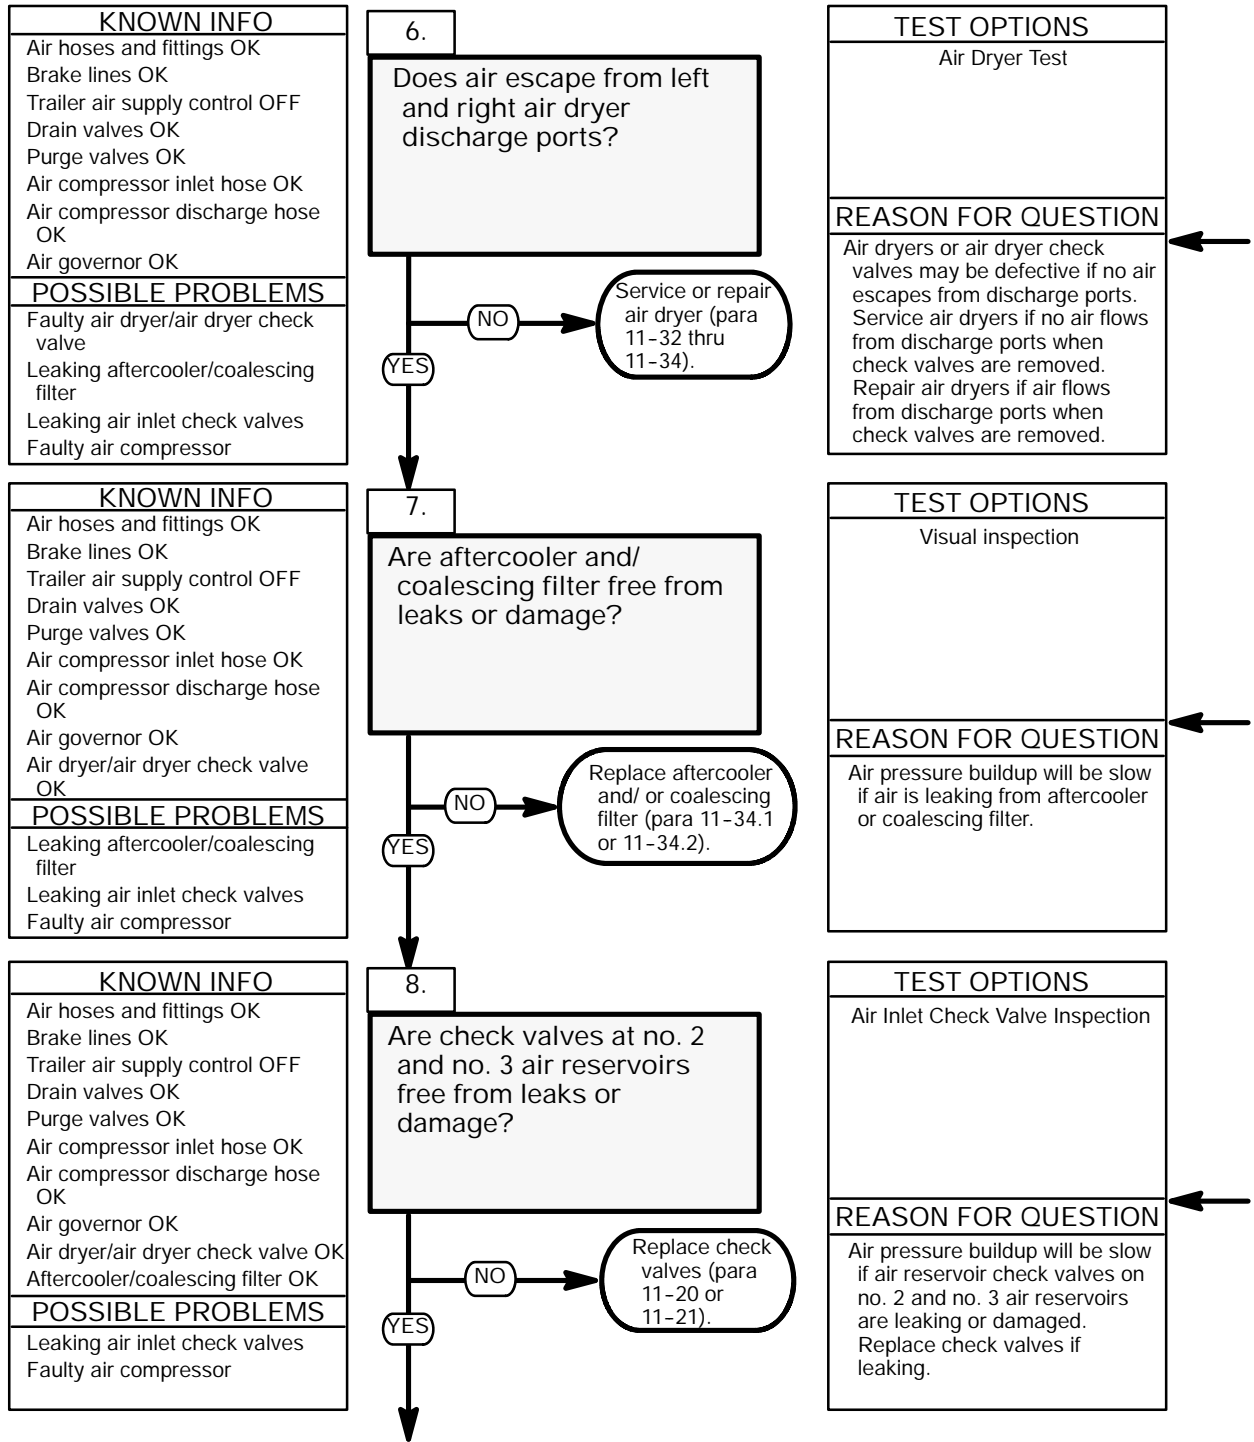 KNOWN INFO
Air hoses and fittings OK
Brake lines OK
Trailer air supply control OFF
Drain valves OK
Purge valves OK
Air compressor inlet hose OK
Air compressor discharge hose
OK
Air governor OK
POSSIBLE PROBLEMS
Faulty air dryer/air dryer check
valve
Leaking aftercooler/coalescing
filter
Leaking air inlet check valves
Faulty air compressor
6.
Does air escape from left
and right air dryer
discharge ports?
NO
Service or repair
air dryer (para
11-32 thru
11-34).
YES
TEST OPTIONS
Air Dryer Test
REASON FOR QUESTION
Air dryers or air dryer check
valves may be defective if no air
escapes from discharge ports.
Service air dryers if no air flows
from discharge ports when
check valves are removed.
Repair air dryers if air flows
from discharge ports when
check valves are removed.
KNOWN INFO
Air hoses and fittings OK
Brake lines OK
Trailer air supply control OFF
Drain valves OK
Purge valves OK
Air compressor inlet hose OK
Air compressor discharge hose
OK
Air governor OK
Air dryer/air dryer check valve
OK
POSSIBLE PROBLEMS
Leaking aftercooler/coalescing
filter
Leaking air inlet check valves
Faulty air compressor
7.
Are aftercooler and/
coalescing filter free from
leaks or damage?
NO
Replace aftercooler
and/ or coalescing
filter (para 11-34.1
or 11-34.2).
YES
TEST OPTIONS
Visual inspection
REASON FOR QUESTION
Air pressure buildup will be slow
if air is leaking from aftercooler
or coalescing filter.
KNOWN INFO
Air hoses and fittings OK
Brake lines OK
Trailer air supply control OFF
Drain valves OK
Purge valves OK
Air compressor inlet hose OK
Air compressor discharge hose
OK
Air governor OK
Air dryer/air dryer check valve OK
Aftercooler/coalescing filter OK
POSSIBLE PROBLEMS
Leaking air inlet check valves
Faulty air compressor
8.
Are check valves at no. 2
and no. 3 air reservoirs
free from leaks or
damage?
NO
Replace check
valves (para
11-20 or
11-21).
YES
TEST OPTIONS
Air Inlet Check Valve Inspection
REASON FOR QUESTION
Air pressure buildup will be slow
if air reservoir check valves on
no. 2 and no. 3 air reservoirs
are leaking or damaged.
Replace check valves if
leaking.